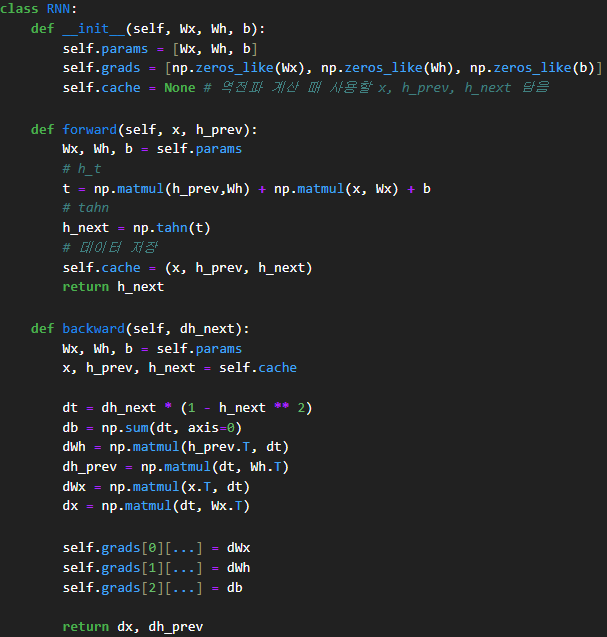 class RNN:
    def __init__(self, Wx, Wh, b):
        self.params = [Wx, Wh, b]
        self.grads = [np.zeros_like(Wx), np.zeros_like(Wh), np.zeros_like(b)]
        self.cache = None # 역전파 계산 때 사용할 x, h_prev, h_next 담음

    def forward(self, x, h_prev):
        Wx, Wh, b = self.params
        # h_t
        t = np.matmul(h_prev,Wh) + np.matmul(x, Wx) + b
        # tahn
        h_next = np.tahn(t)
        # 데이터 저장
        self.cache = (x, h_prev, h_next)
        return h_next

    def backward(self, dh_next):
        Wx, Wh, b = self.params
        x, h_prev, h_next = self.cache

        dt = dh_next * (1 - h_next ** 2)
        db = np.sum(dt, axis=0)
        dWh = np.matmul(h_prev.T, dt)
        dh_prev = np.matmul(dt, Wh.T)
        dWx = np.matmul(x.T, dt)
        dx = np.matmul(dt, Wx.T)

        self.grads[0][...] = dWx
        self.grads[1][...] = dWh
        self.grads[2][...] = db

        return dx, dh_prev